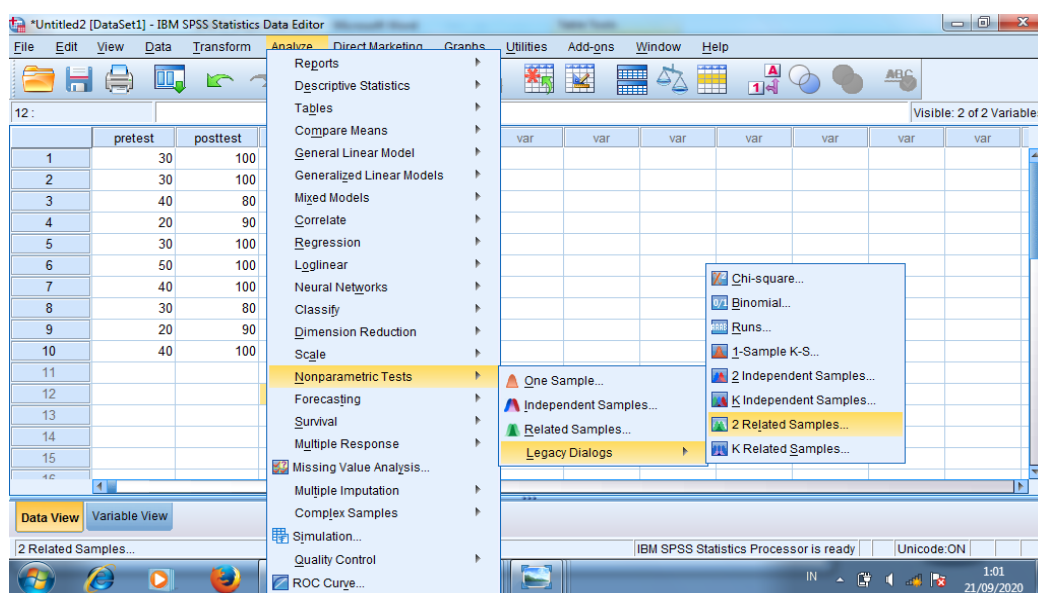 *Untitled2 [DataSet1] - IBM SPSS Statistics Data Editor
File Edit View Data Transform Analyze Direct Marketing Graphs Utilities Add-ons Window Help
12 :
Visible: 2 of 2 Variable
pretest posttest var var var var var var var
1 30 100
2 30 100
3 40 80
4 20 90
5 30 100
6 50 100
7 40 100
8 30 80
9 20 90
10 40 100
11
12
13
14
15
16
Reports
Descriptive Statistics
Tables
Compare Means
General Linear Model
Generalized Linear Models
Mixed Models
Correlate
Regression
Loglinear
Neural Networks
Classify
Dimension Reduction
Scale
Nonparametric Tests
Forecasting
Survival
Multiple Response
Missing Value Analysis...
Multiple Imputation
Complex Samples
Simulation...
Quality Control
ROC Curve...
One Sample...
Independent Samples...
Related Samples...
Legacy Dialogs
Chi-square...
Binomial...
Runs...
1-Sample K-S...
2 Independent Samples...
K Independent Samples...
2 Related Samples...
K Related Samples...
Data View Variable View
2 Related Samples...
IBM SPSS Statistics Processor is ready
Unicode:ON
IN
1:01
21/09/2020